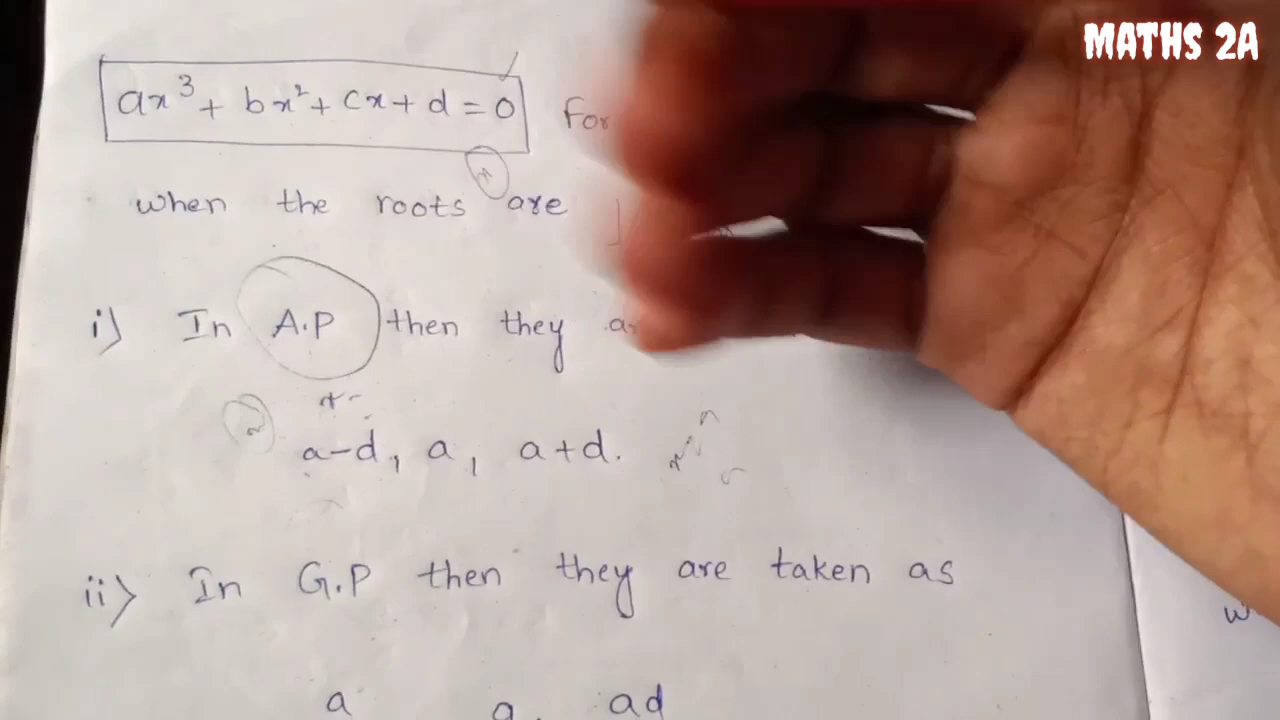 MATHS 2A
ax³ + bx² + cx + d = 0 For
when the roots are
i) In A.P then they
a-d, a, a+d.
ii) In G.P then they are taken as
a a, ad